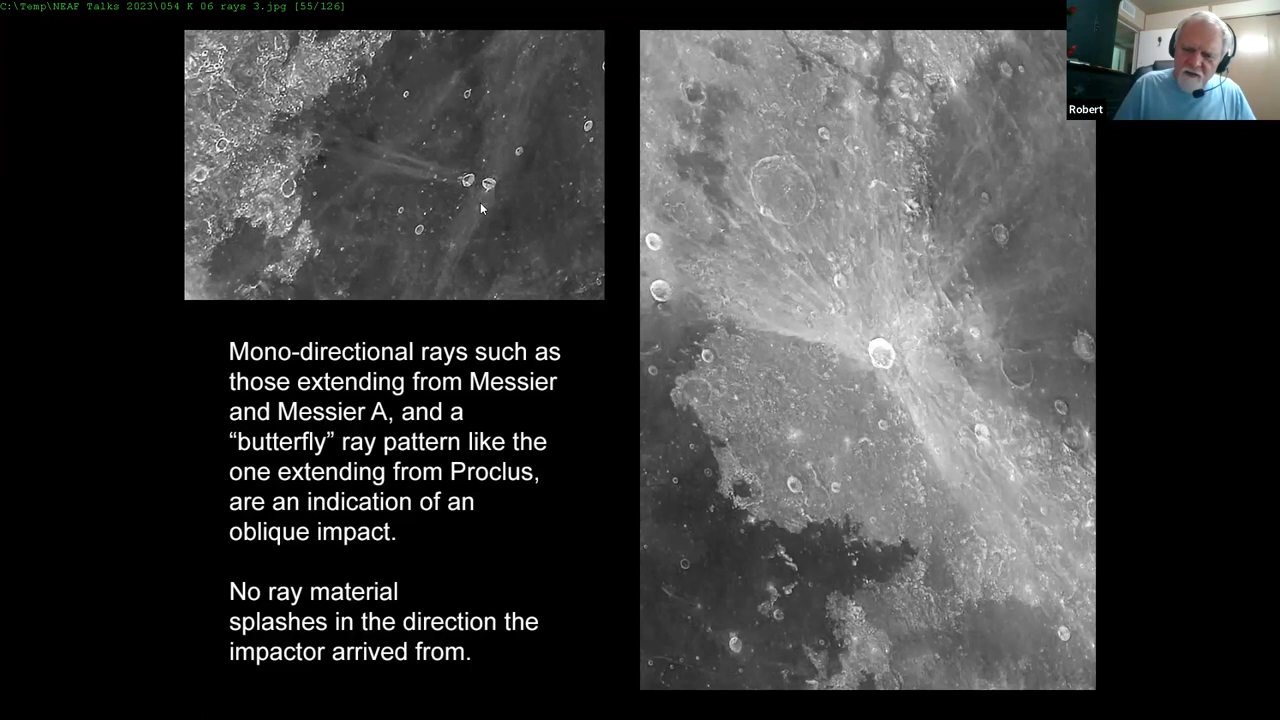 C:\Temp\NEAF Talks 2023\054 K 06 rays 3.jpg [55/126]
Robert
Mono-directional rays such as
those extending from Messier
and Messier A, and a
“butterfly” ray pattern like the
one extending from Proclus,
are an indication of an
oblique impact.
No ray material
splashes in the direction the
impactor arrived from.